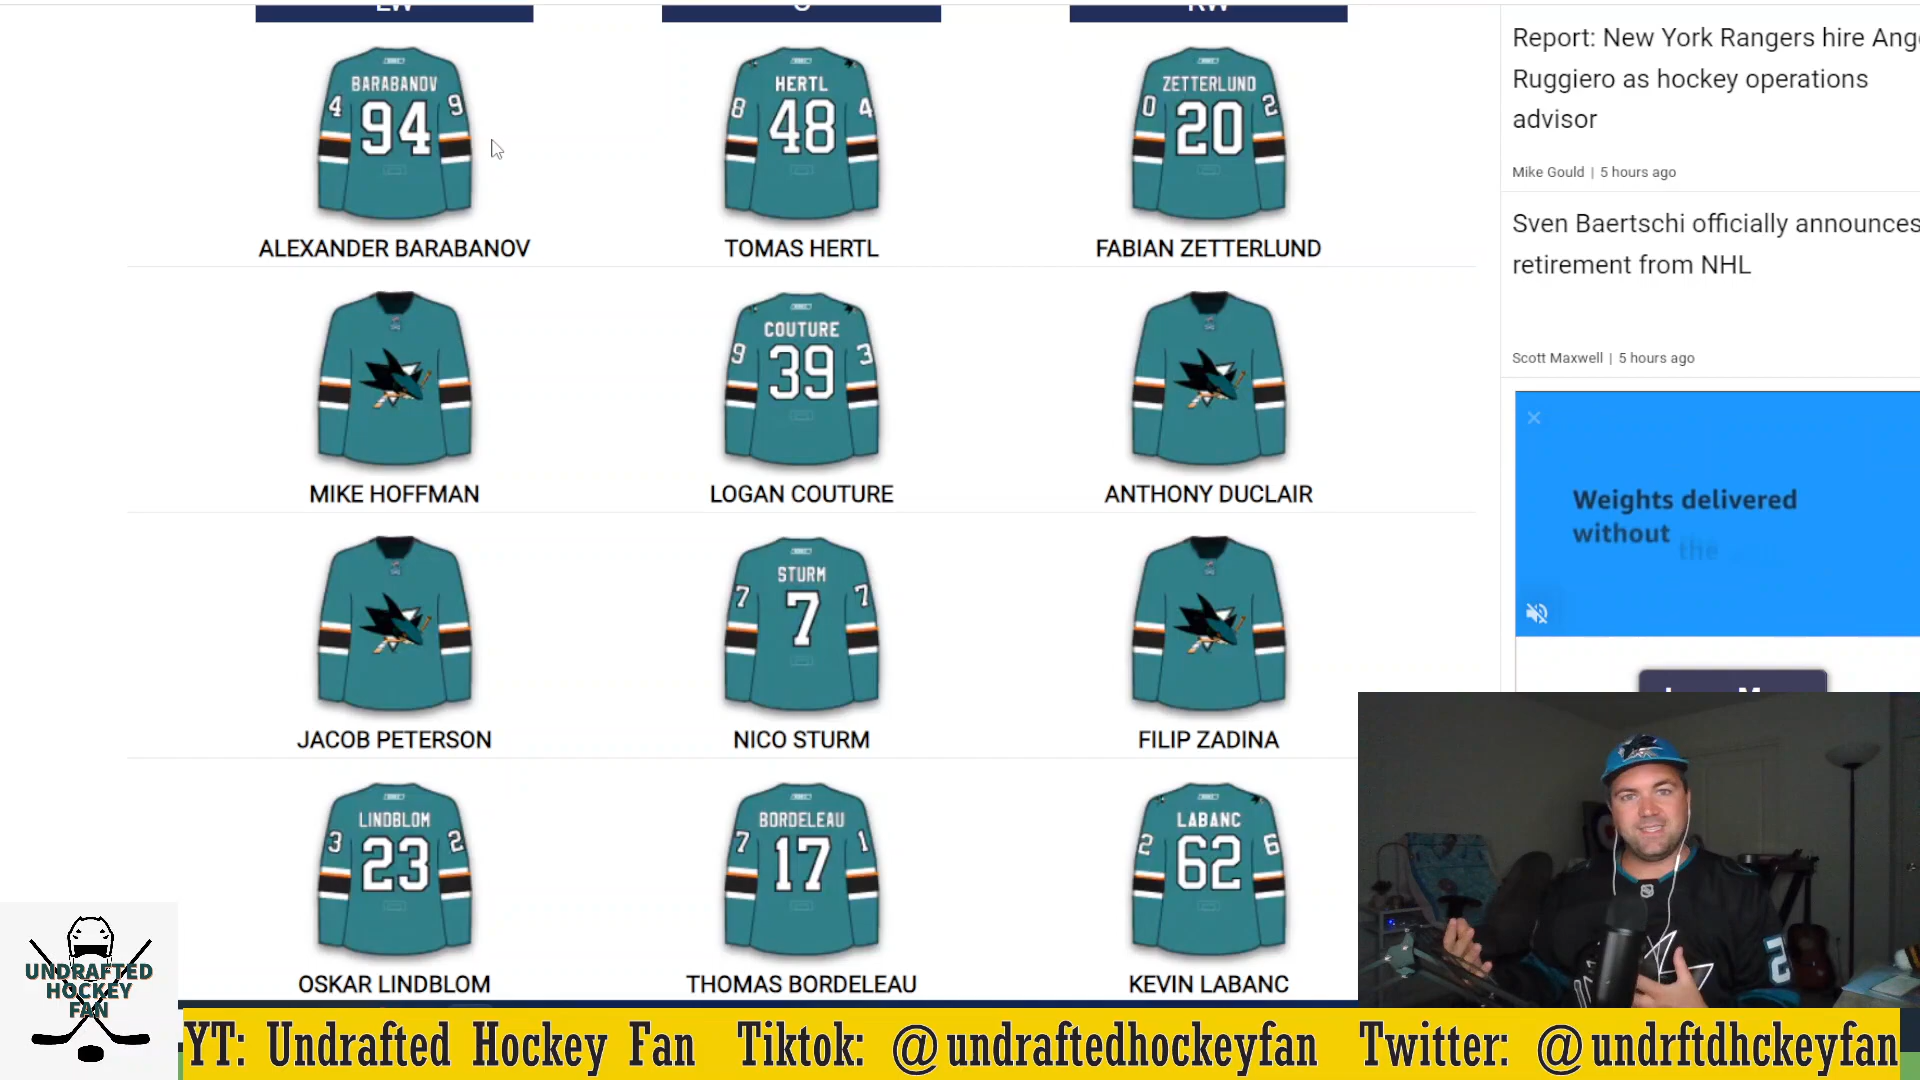 LW
C
RW
BARABANOV
4 94 9
ALEXANDER BARABANOV
HERTL
8 48 4
TOMAS HERTL
ZETTERLUND
0 20 2
FABIAN ZETTERLUND
MIKE HOFFMAN
COUTURE
9 39 3
LOGAN COUTURE
ANTHONY DUCLAIR
JACOB PETERSON
STURM
7 7 7
NICO STURM
FILIP ZADINA
LINDBLOM
3 23 2
OSKAR LINDBLOM
BORDELEAU
7 17 1
THOMAS BORDELEAU
LABANC
2 62 6
KEVIN LABANC
Report: New York Rangers hire Ang
Ruggiero as hockey operations
advisor
Mike Gould | 5 hours ago
Sven Baertschi officially announces
retirement from NHL
Scott Maxwell | 5 hours ago
Weights delivered
without the
2
UNDRAFTED
HOCKEY
FAN
YT: Undrafted Hockey Fan Tiktok: @undraftedhockeyfan Twitter: @undrftdhckeyfan